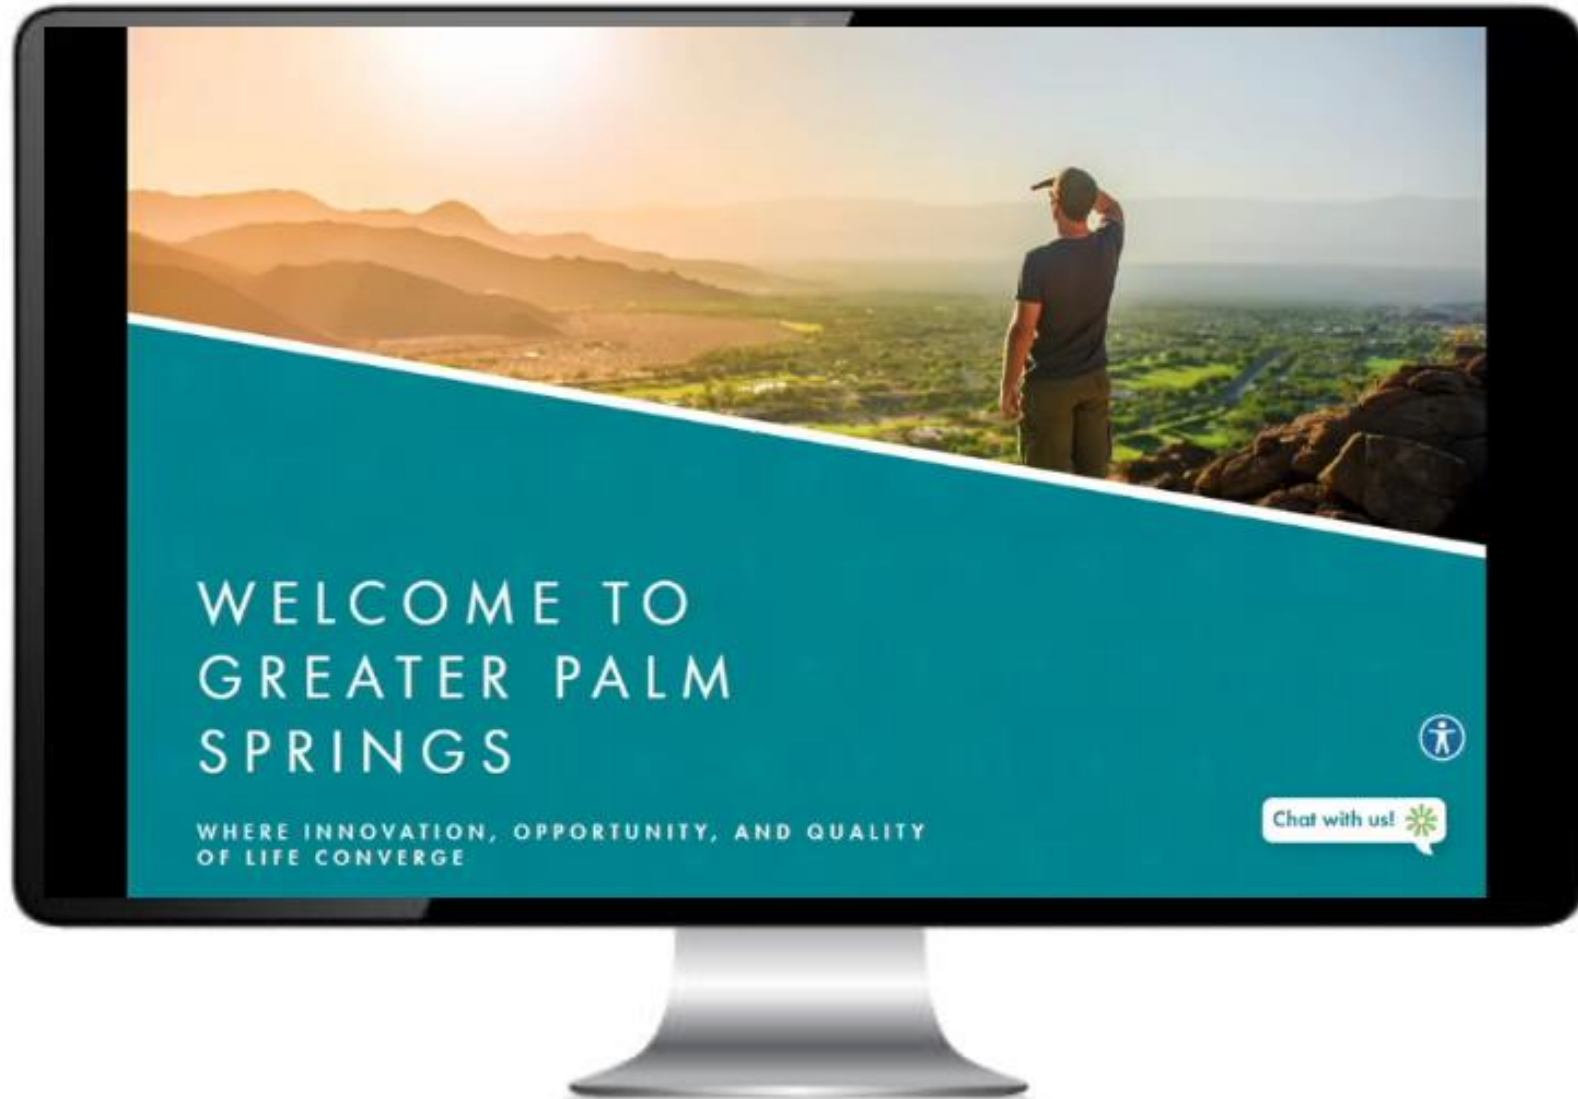 WELCOME TO
GREATER PALM
SPRINGS
WHERE INNOVATION, OPPORTUNITY, AND QUALITY
OF LIFE CONVERGE
Chat with us!